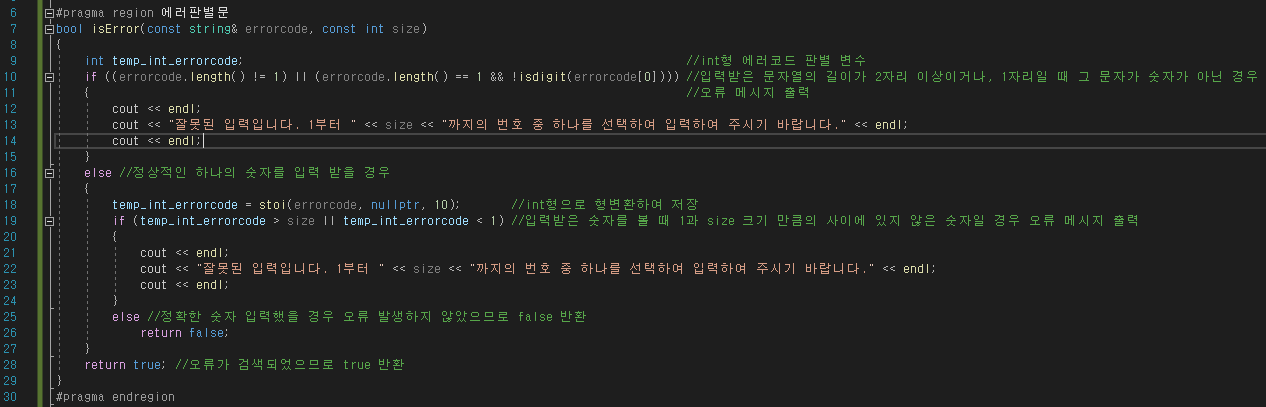 6 #pragma region 에러판별문
7 bool isError(const string& errorcode, const int size)
8 {
9 int temp_int_errorcode; //int형 에러코드 판별 변수
10 if ((errorcode.length() != 1) || (errorcode.length() == 1 && !isdigit(errorcode[0]))) //입력받은 문자열의 길이가 2자리 이상이거나, 1자리일 때 그 문자가 숫자가 아닌 경우
11 { //오류 메시지 출력
12 cout << endl;
13 cout << "잘못된 입력입니다. 1부터 " << size << "까지의 번호 중 하나를 선택하여 입력하여 주시기 바랍니다." << endl;
14 cout << endl;
15 }
16 else //정상적인 하나의 숫자를 입력 받을 경우
17 {
18 temp_int_errorcode = stoi(errorcode, nullptr, 10); //int형으로 형변환하여 저장
19 if (temp_int_errorcode > size || temp_int_errorcode < 1) //입력받은 숫자를 볼 때 1과 size 크기 만큼의 사이에 있지 않은 숫자일 경우 오류 메시지 출력
20 {
21 cout << endl;
22 cout << "잘못된 입력입니다. 1부터 " << size << "까지의 번호 중 하나를 선택하여 입력하여 주시기 바랍니다." << endl;
23 cout << endl;
24 }
25 else //정확한 숫자 입력했을 경우 오류 발생하지 않았으므로 false 반환
26 return false;
27 }
28 return true; //오류가 검색되었으므로 true 반환
29 }
30 #pragma endregion